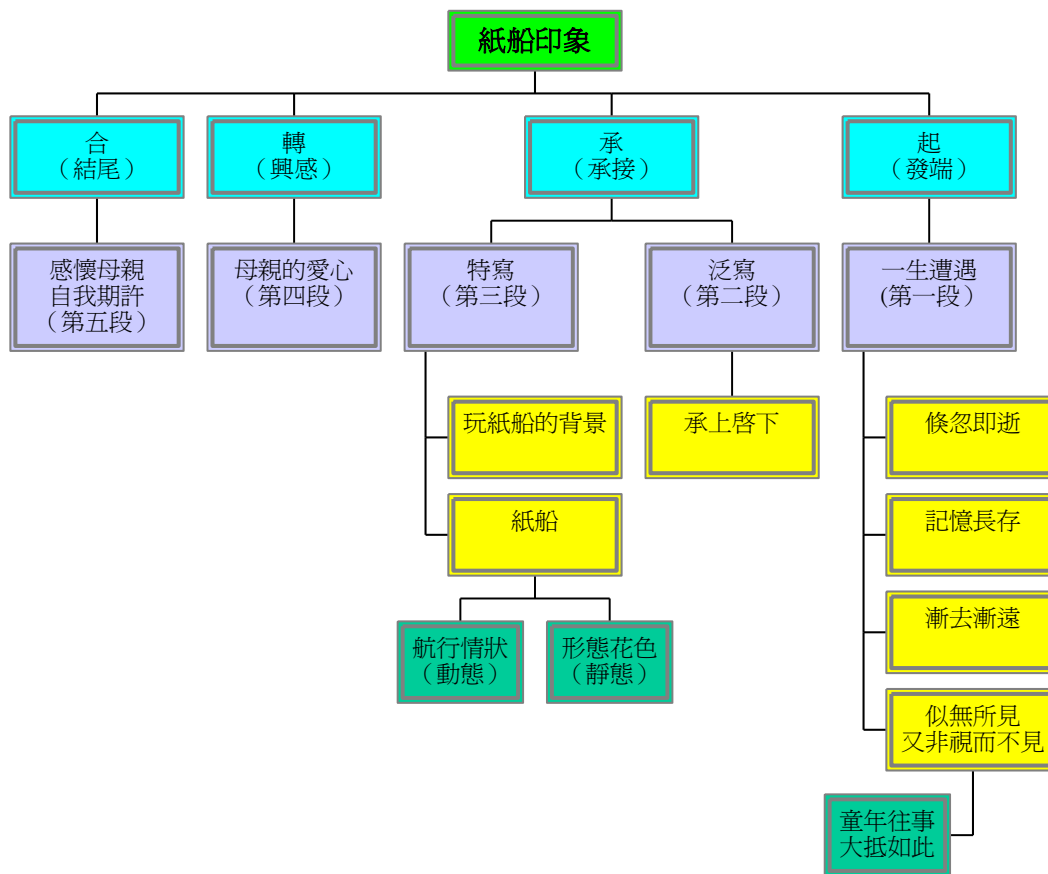 紙船印象
合
（結尾）
轉
（興感）
承
（承接）
起
（發端）
感懷母親
自我期許
（第五段）
母親的愛心
（第四段）
特寫
（第三段）
泛寫
（第二段）
一生遭遇
(第一段）
玩紙船的背景
承上啓下
倏忽即逝
紙船
記憶長存
航行情狀
（動態）
形態花色
（靜態）
漸去漸遠
似無所見
又非視而不見
童年往事
大抵如此